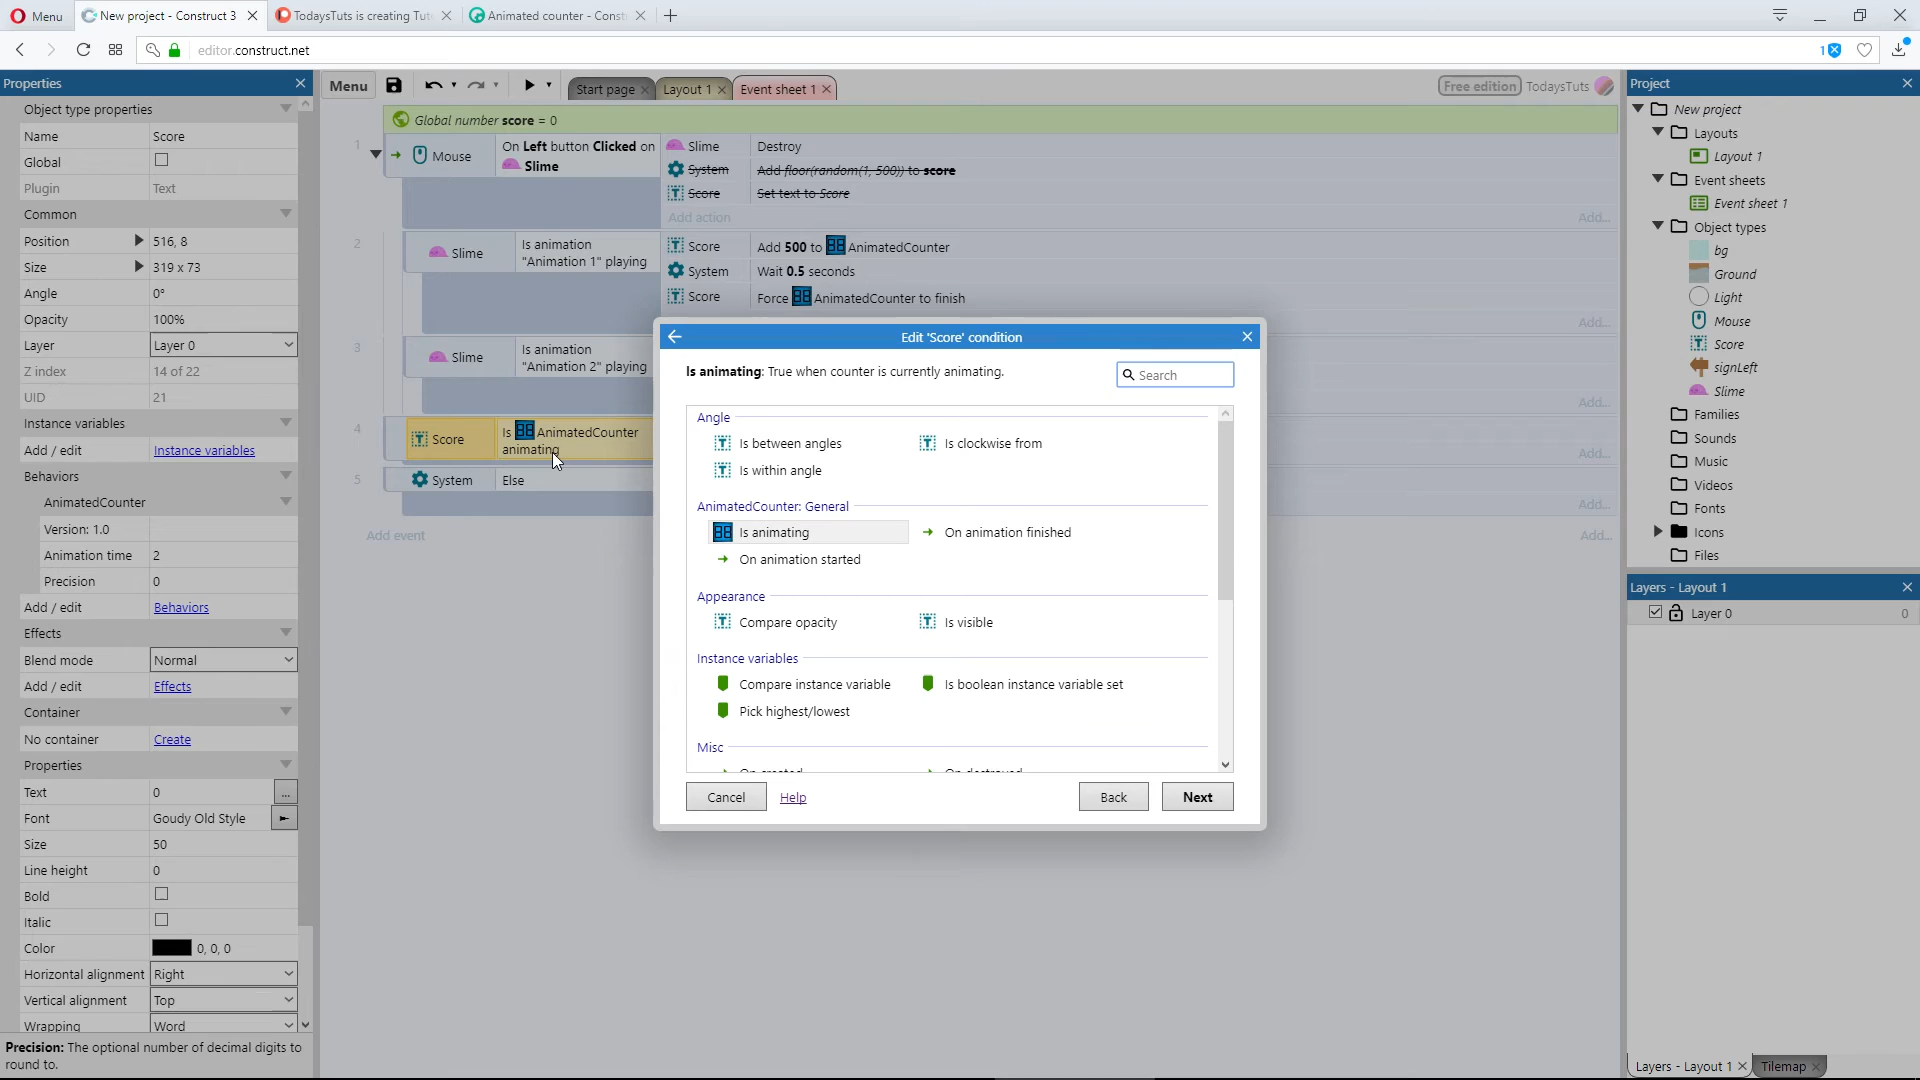 Menu
New project - Construct 3
TodaysTuts is creating Tut
Animated counter - Const
editor.construct.net
1
Properties
Object type properties
Name Score
Global
Plugin Text
Common
Position 516, 8
Size 319 x 73
Angle 0°
Opacity 100%
Layer Layer 0
Z index 14 of 22
UID 21
Instance variables
Add / edit Instance variables
Behaviors
AnimatedCounter
Version: 1.0
Animation time 2
Precision 0
Add / edit Behaviors
Effects
Blend mode Normal
Add / edit Effects
Container
No container Create
Properties
Text 0 ...
Font Goudy Old Style
Size 50
Line height 0
Bold
Italic
Color 0, 0, 0
Horizontal alignment Right
Vertical alignment Top
Wrapping Word
Precision: The optional number of decimal digits to
round to.
Menu
Start page
Layout 1
Event sheet 1
Free edition TodaysTuts
Global number score = 0
1 Mouse On Left button Clicked on
Slime
Slime Destroy
System Add floor(random(1, 500)) to score
Score Set text to Score
Add action Add...
2 Slime Is animation
"Animation 1" playing
Score Add 500 to AnimatedCounter
System Wait 0.5 seconds
Score Force AnimatedCounter to finish
Add...
3 Slime Is animation
"Animation 2" playing
Add...
4 Score Is AnimatedCounter
animating
Add...
5 System Else
Add...
Add event Add...
Edit 'Score' condition
Is animating: True when counter is currently animating.
Search
Angle
Is between angles Is clockwise from
Is within angle
AnimatedCounter: General
Is animating On animation finished
On animation started
Appearance
Compare opacity Is visible
Instance variables
Compare instance variable Is boolean instance variable set
Pick highest/lowest
Misc
On created On destroyed
Cancel Help Back Next
Project
New project
Layouts
Layout 1
Event sheets
Event sheet 1
Object types
bg
Ground
Light
Mouse
Score
signLeft
Slime
Families
Sounds
Music
Videos
Fonts
Icons
Files
Layers - Layout 1
Layer 0 0
Layers - Layout 1
Tilemap